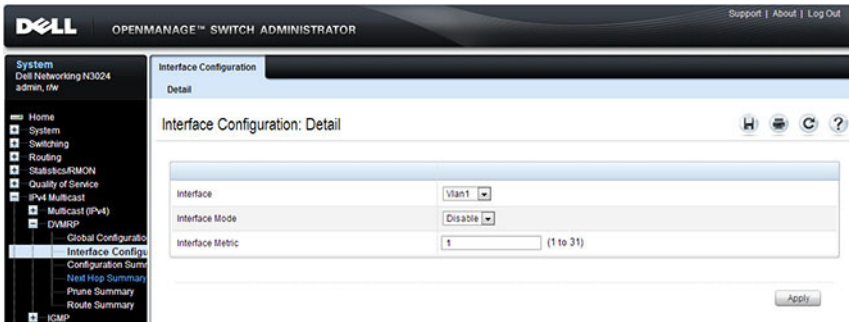 Support | About | Log Out
DELL OPENMANAGE™ SWITCH ADMINISTRATOR
System
Dell Networking N3024
admin, r/w
Home
System
Switching
Routing
Statistics/RMON
Quality of Service
IPv4 Multicast
Multicast (IPv4)
DVMRP
Global Configuratio
Interface Configu
Configuration Sum
Next Hop Summary
Prune Summary
Route Summary
IGMP
Interface Configuration
Detail
Interface Configuration: Detail
Interface Vlan1
Interface Mode Disable
Interface Metric 1 (1 to 31)
Apply